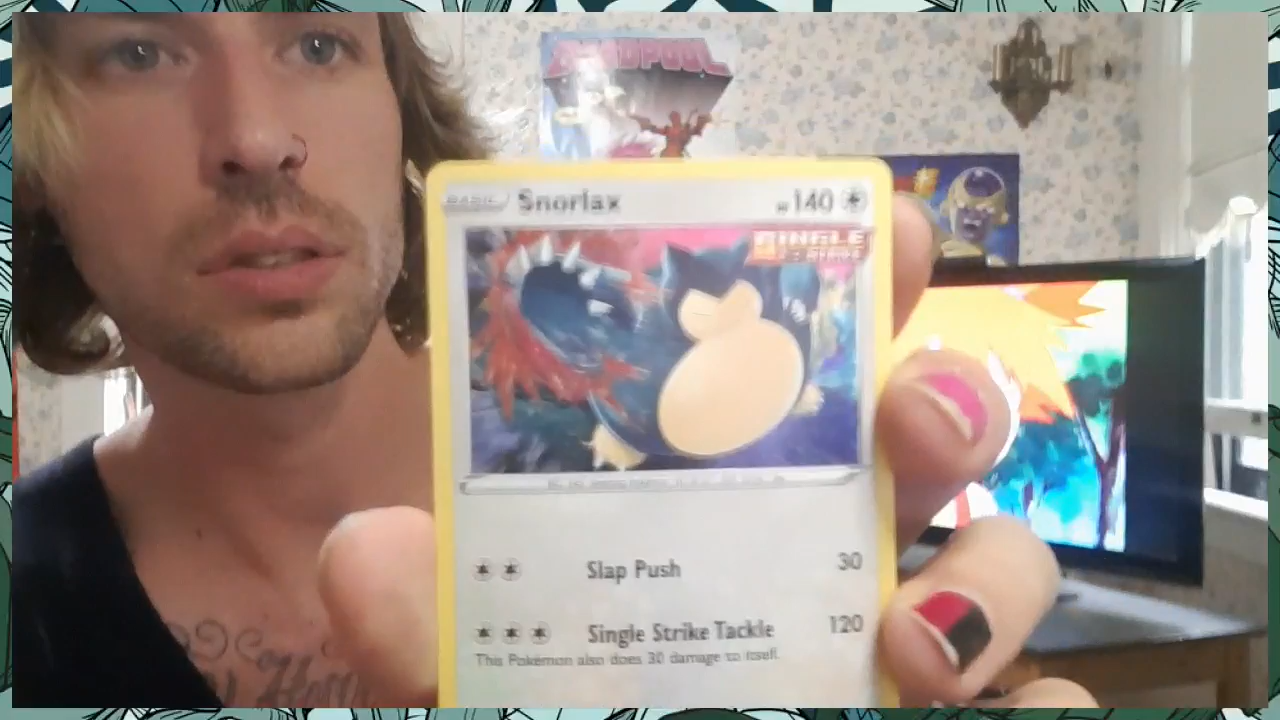 DEADPOOL
BASIC Snorlax HP 140
SINGLE
STRIKE
Slap Push 30
Single Strike Tackle 120
This Pokémon also does 30 damage to itself.